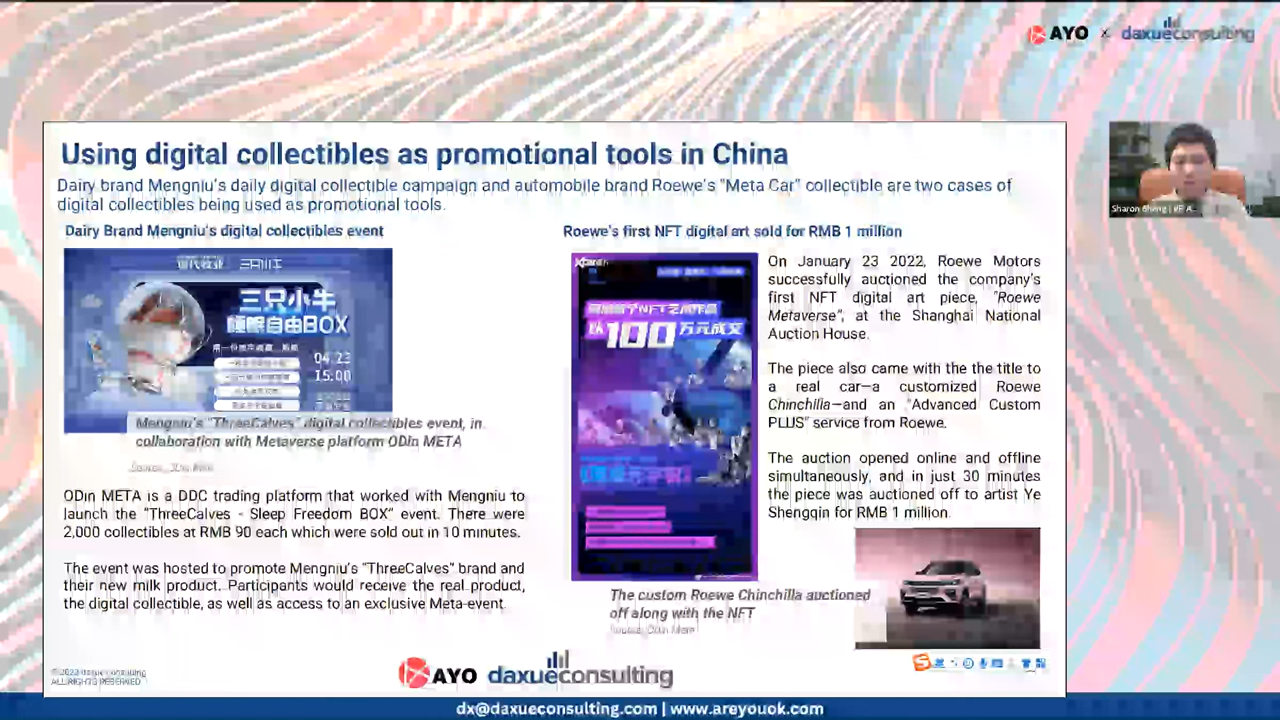 AYO x daxueconsulting
Using digital collectibles as promotional tools in China
Dairy brand Mengniu's daily digital collectible campaign and automobile brand Roewe's "Meta Car" collectible are two cases of
digital collectibles being used as promotional tools.
Dairy Brand Mengniu's digital collectibles event
三只小牛
睡眠自由BOX
04.23
15:00
Mengniu's "ThreeCalves" digital collectibles event, in
collaboration with Metaverse platform ODin META
ODin META is a DDC trading platform that worked with Mengniu to
launch the "ThreeCalves - Sleep Freedom BOX" event. There were
2,000 collectibles at RMB 90 each which were sold out in 10 minutes.
The event was hosted to promote Mengniu's "ThreeCalves" brand and
their new milk product. Participants would receive the real product,
the digital collectible, as well as access to an exclusive Meta-event
Roewe's first NFT digital art sold for RMB 1 million
以100万元成交
On January 23 2022, Roewe Motors
successfully auctioned the company's
first NFT digital art piece, "Roewe
Metaverse", at the Shanghai National
Auction House.
The piece also came with the the title to
a real car—a customized Roewe
Chinchilla—and an "Advanced Custom
PLUS" service from Roewe.
The auction opened online and offline
simultaneously, and in just 30 minutes
the piece was auctioned off to artist Ye
Shengqin for RMB 1 million.
The custom Roewe Chinchilla auctioned
off along with the NFT
ALL RIGHTS RESERVED
AYO daxueconsulting
dx@daxueconsulting.com | www.areyouok.com